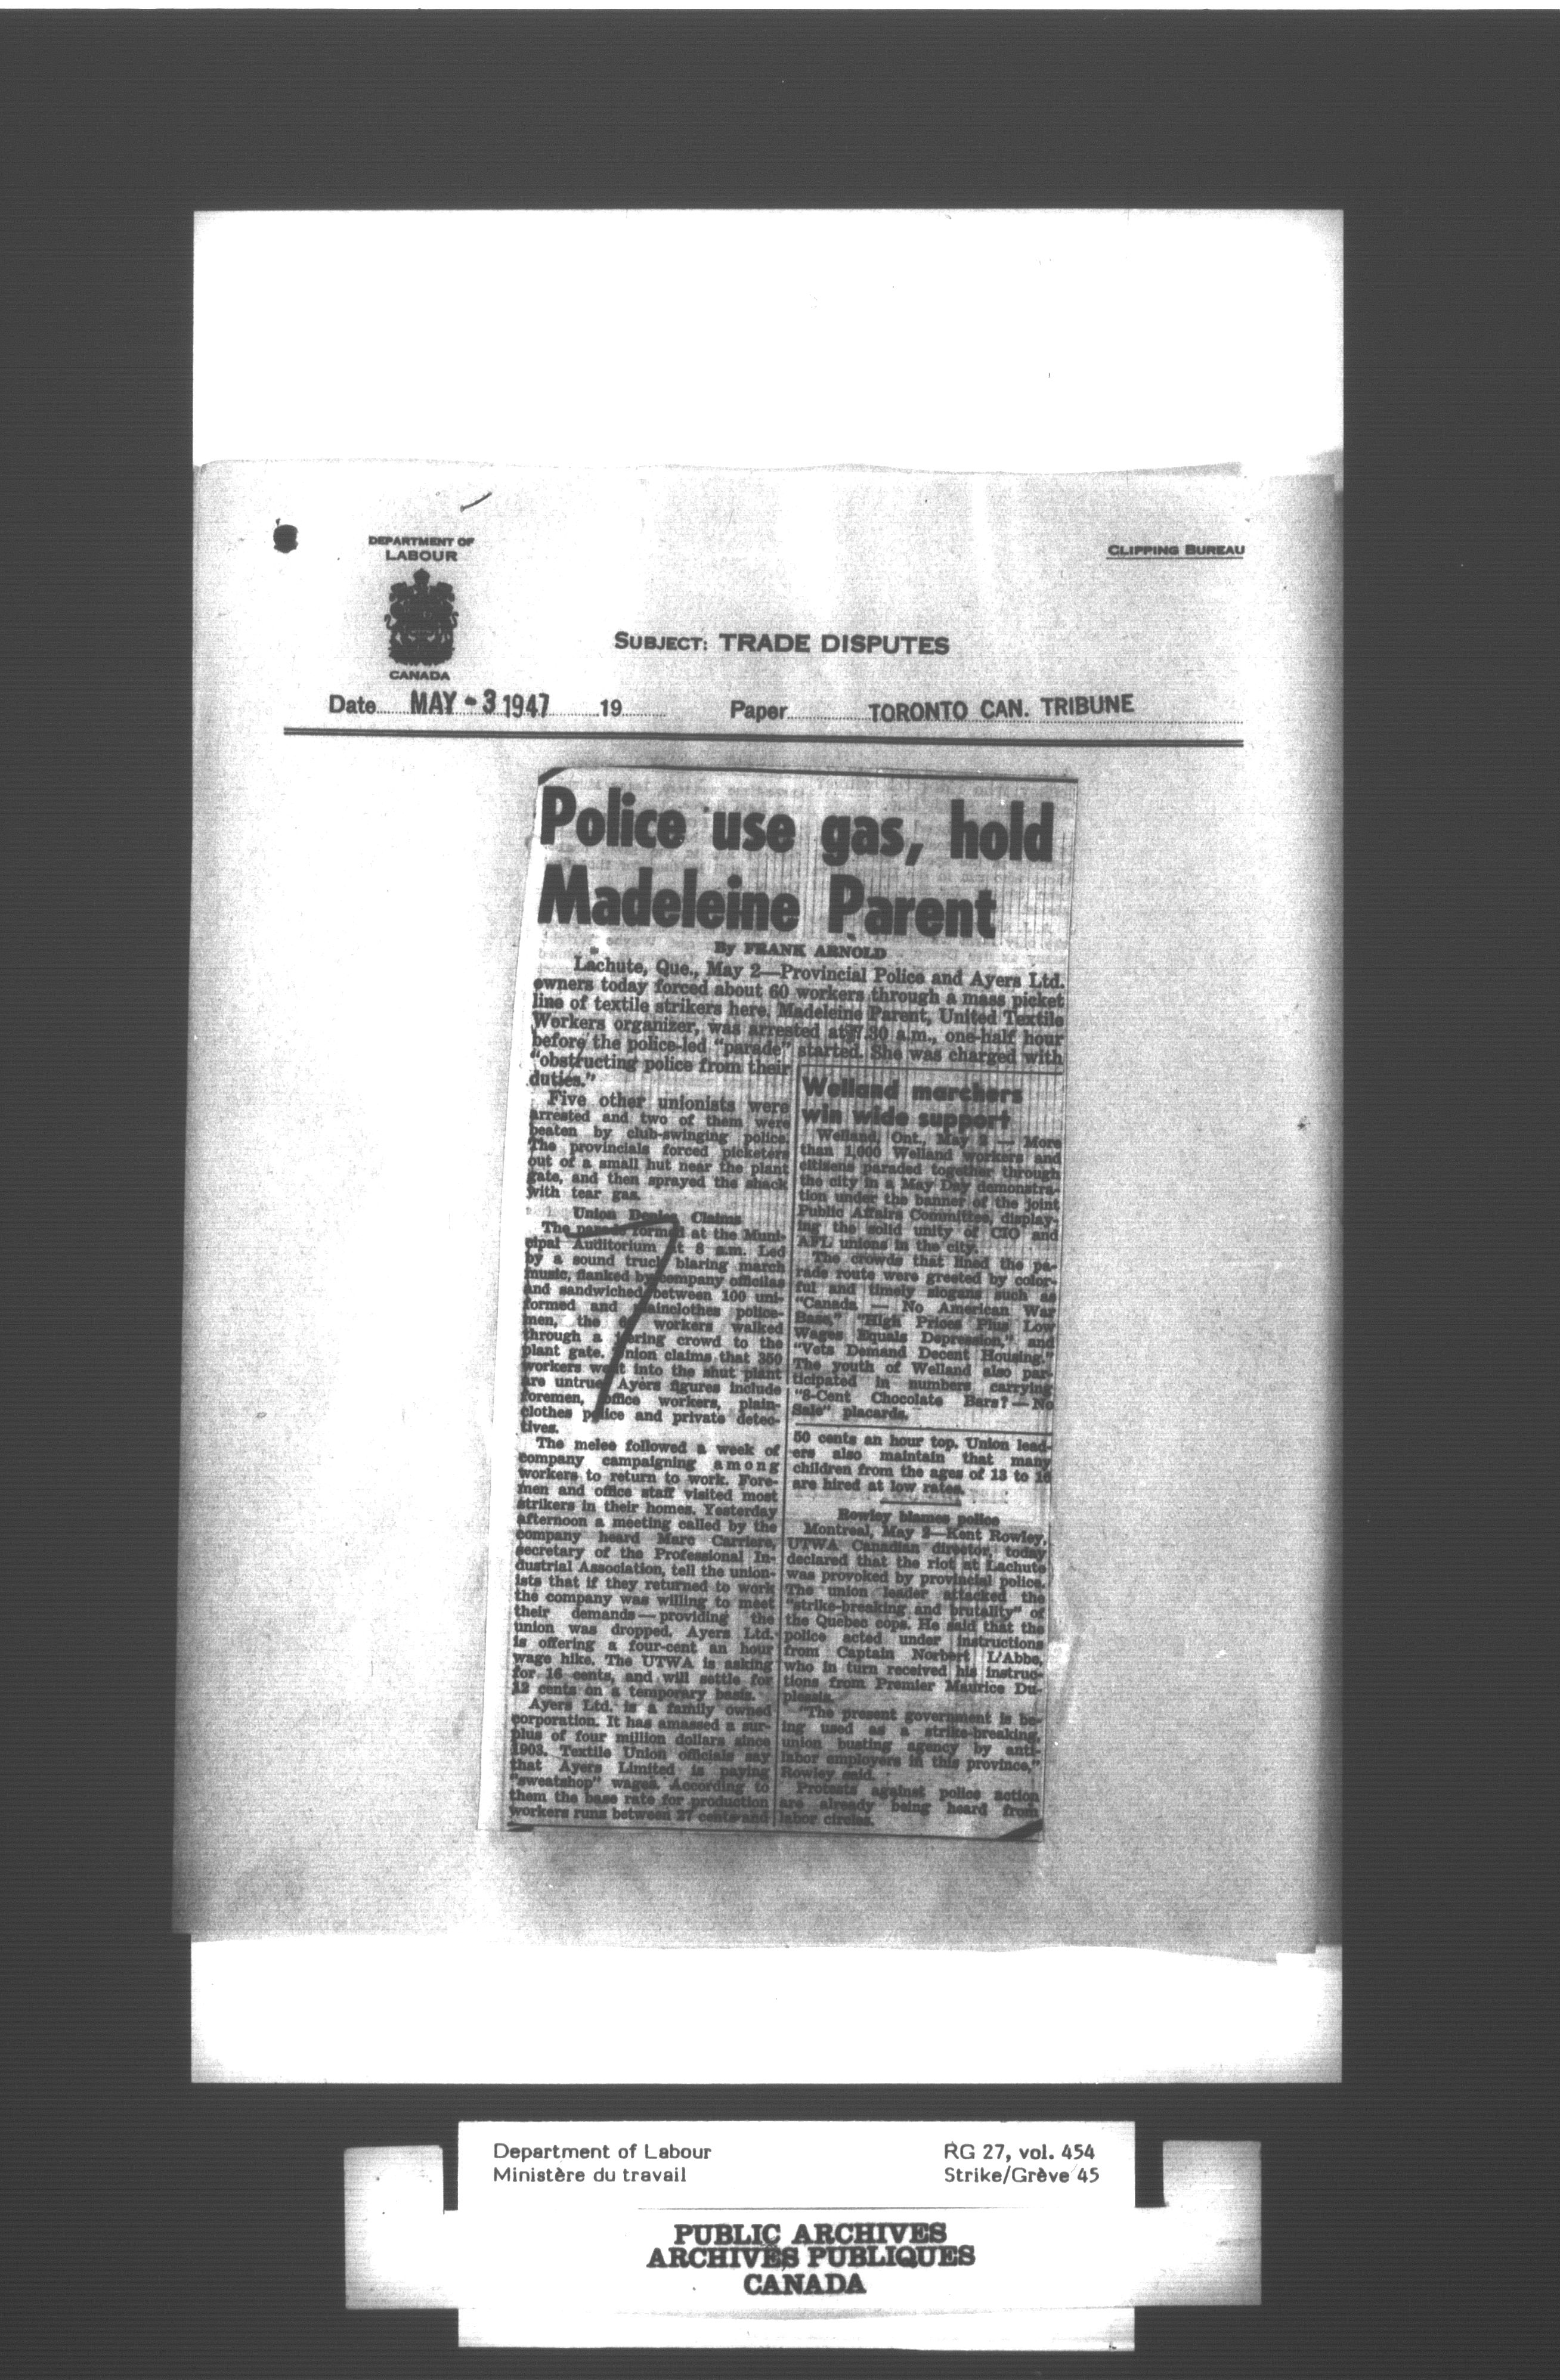 DEPARTMENT OF
LABOUR
CANADA
CLIPPING BUREAU
SUBJECT: TRADE DISPUTES
Date MAY - 3 1947 19
Paper TORONTO CAN. TRIBUNE
Police use gas, hold
Madeleine Parent
By FRANK ARNOLD
Lachute, Que., May 2—Provincial Police and Ayers Ltd.
owners today forced about 60 workers through a mass picket
line of textile strikers here. Madeleine Parent, United Textile
Workers organizer, was arrested at 7.30 a.m., one-half hour
before the police-led "parade" started. She was charged with
"obstructing police from their
duties."
Five other unionists were
arrested and two of them were
beaten by club-swinging police.
The provincials forced picketers
out of a small hut near the plant
gate, and then sprayed the shack
with tear gas.
Union Denies Claims
The parade formed at the Muni-
cipal Auditorium at 8 a.m. Led
by a sound truck blaring march
music, flanked by company officilas
and sandwiched between 100 uni-
formed and plainclothes police-
men, the 60 workers walked
through a jeering crowd to the
plant gate. Union claims that 350
workers went into the shut plant
are untrue. Ayers figures include
foremen, office workers, plain-
clothes police and private detec-
tives.
The melee followed a week of
company campaigning among
workers to return to work. Fore-
men and office staff visited most
strikers in their homes. Yesterday
afternoon a meeting called by the
company heard Marc Carriere,
secretary of the Professional In-
dustrial Association, tell the union-
ists that if they returned to work
the company was willing to meet
their demands—providing the
union was dropped. Ayers Ltd.
is offering a four-cent an hour
wage hike. The UTWA is asking
for 16 cents, and will settle for
12 cents on a temporary basis.
Ayers Ltd. is a family owned
corporation. It has amassed a sur-
plus of four million dollars since
1903. Textile Union officials say
that Ayers Limited is paying
"sweatshop" wages. According to
them the base rate for production
workers runs between 27 cents and
Welland marchers
win wide support
Welland, Ont., May 2 — More
than 1,000 Welland workers and
citizens paraded together through
the city in a May Day demonstra-
tion under the banner of the joint
Public Affairs Committee, display-
ing the solid unity of CIO and
AFL unions in the city.
The crowds that lined the pa-
rade route were greeted by color-
ful and timely slogans such as
"Canada — No American War
Base," "High Prices Plus Low
Wages Equals Depression," and
"Vets Demand Decent Housing."
The youth of Welland also par-
ticipated in numbers carrying
"8-Cent Chocolate Bars?—No
Sale" placards.
50 cents an hour top. Union lead-
ers also maintain that many
children from the ages of 13 to 16
are hired at low rates.
Rowley blames police
Montreal, May 2—Kent Rowley,
UTWA Canadian director, today
declared that the riot at Lachute
was provoked by provincial police.
The union leader attacked the
"strike-breaking and brutality" of
the Quebec cops. He said that the
police acted under instructions
from Captain Norbert L'Abbe,
who in turn received his instruc-
tions from Premier Maurice Du-
plessis.
"The present government is be-
ing used as a strike-breaking,
union busting agency by anti-
labor employers in this province,"
Rowley said.
Protests against police action
are already being heard from
labor circles.
Department of Labour
Ministère du travail
RG 27, vol. 454
Strike/Grève 45
PUBLIC ARCHIVES
ARCHIVES PUBLIQUES
CANADA